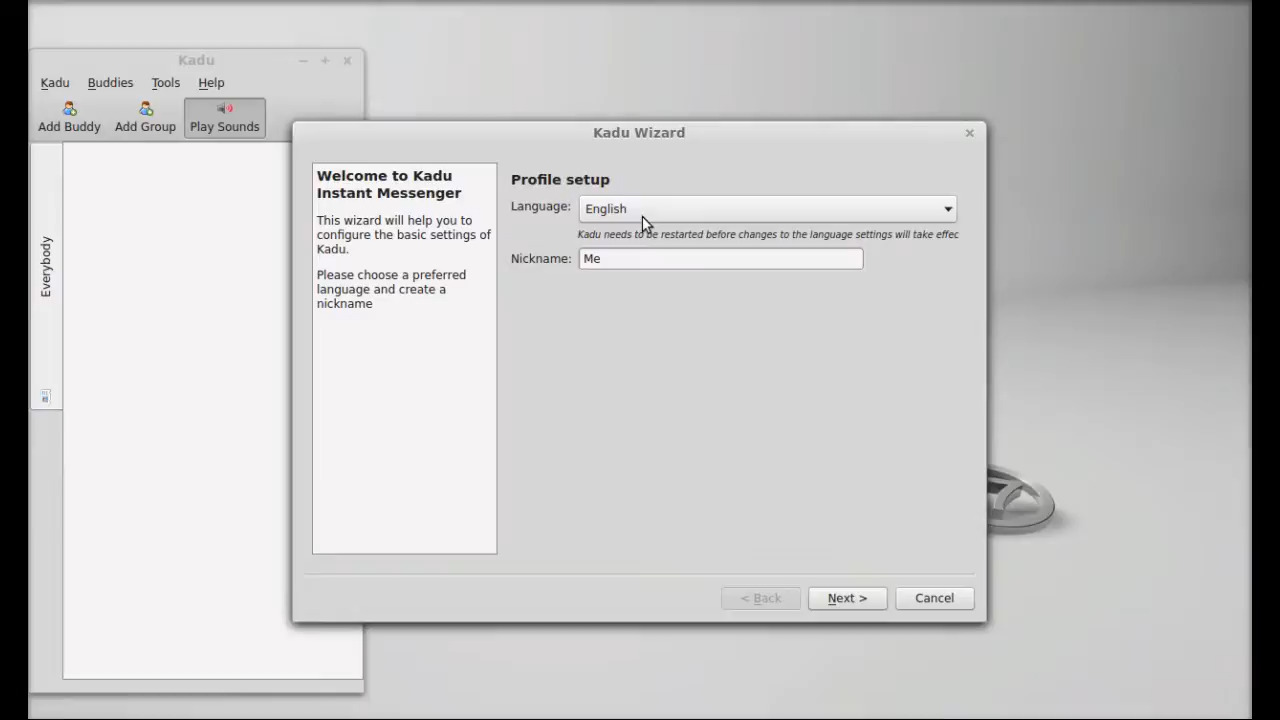 Kadu
Kadu Buddies Tools Help
Add Buddy Add Group Play Sounds
Everybody
Kadu Wizard
Welcome to Kadu
Instant Messenger
This wizard will help you to
configure the basic settings of
Kadu.
Please choose a preferred
language and create a
nickname
Profile setup
Language: English
Kadu needs to be restarted before changes to the language settings will take effec
Nickname: Me
< Back Next > Cancel